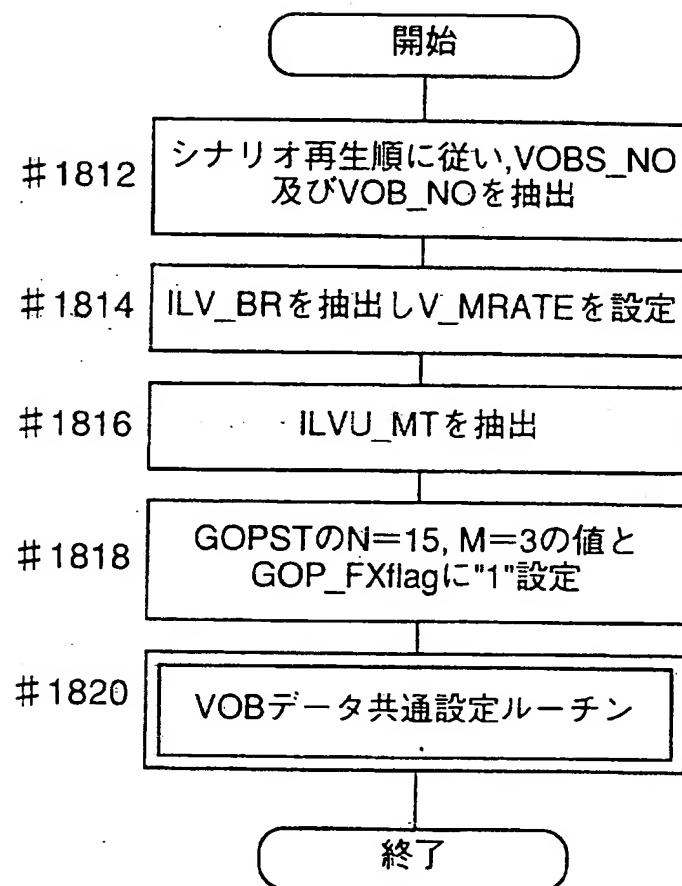 開始
#1812
シナリオ再生順に従い,VOBS_NO
及びVOB_NOを抽出
#1814
ILV_BRを抽出しV_MRATEを設定
#1816
ILVU_MTを抽出
#1818
GOPSTのN=15, M=3の値と
GOP_FXflagに"1"設定
#1820
VOBデータ共通設定ルーチン
終了